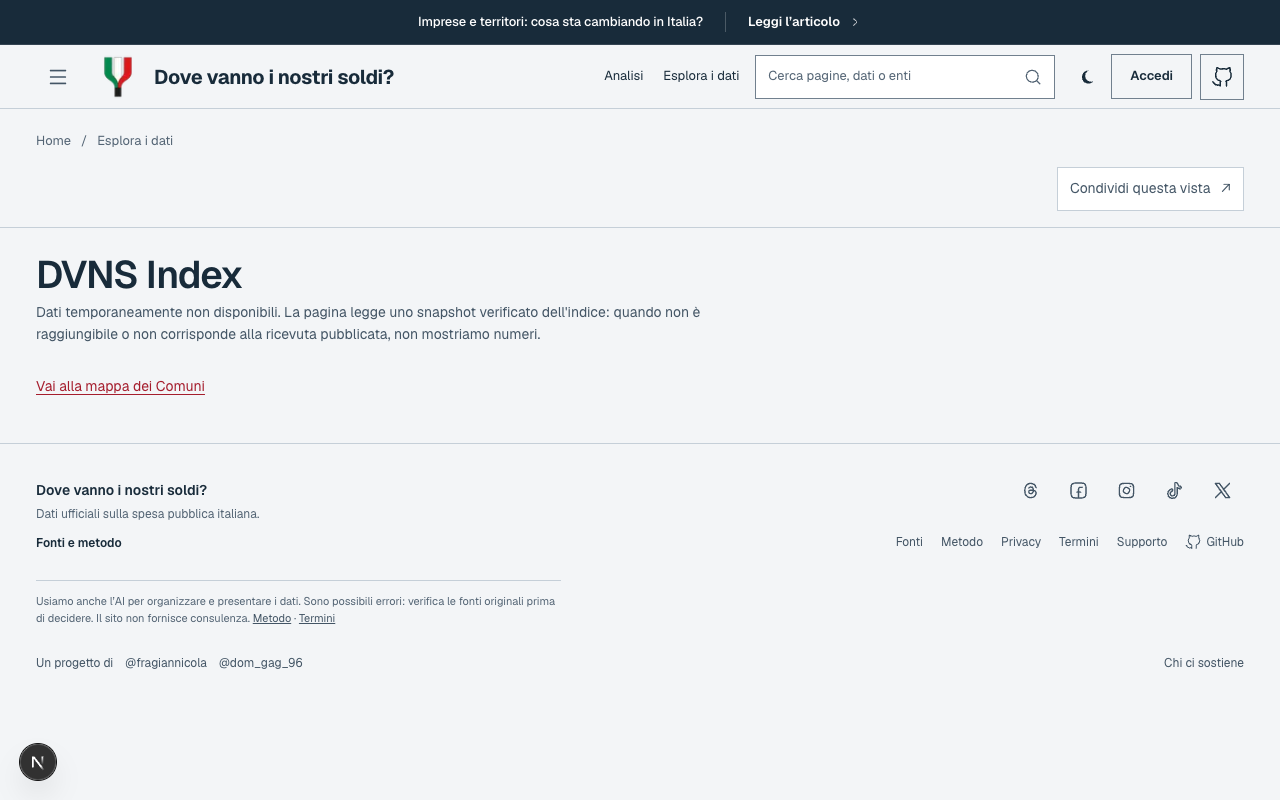 Imprese e territori: cosa sta cambiando in Italia?
Leggi l'articolo
Dove vanno i nostri soldi?
Analisi
Esplora i dati
Cerca pagine, dati o enti
Accedi
Home / Esplora i dati
Condividi questa vista
DVNS Index
Dati temporaneamente non disponibili. La pagina legge uno snapshot verificato dell'indice: quando non è
raggiungibile o non corrisponde alla ricevuta pubblicata, non mostriamo numeri.
Vai alla mappa dei Comuni
Dove vanno i nostri soldi?
Dati ufficiali sulla spesa pubblica italiana.
Fonti e metodo
Fonti
Metodo
Privacy
Termini
Supporto
GitHub
Usiamo anche l'AI per organizzare e presentare i dati. Sono possibili errori: verifica le fonti originali prima
di decidere. Il sito non fornisce consulenza. Metodo · Termini
Un progetto di @fragiannicola @dom_gag_96
Chi ci sostiene
N